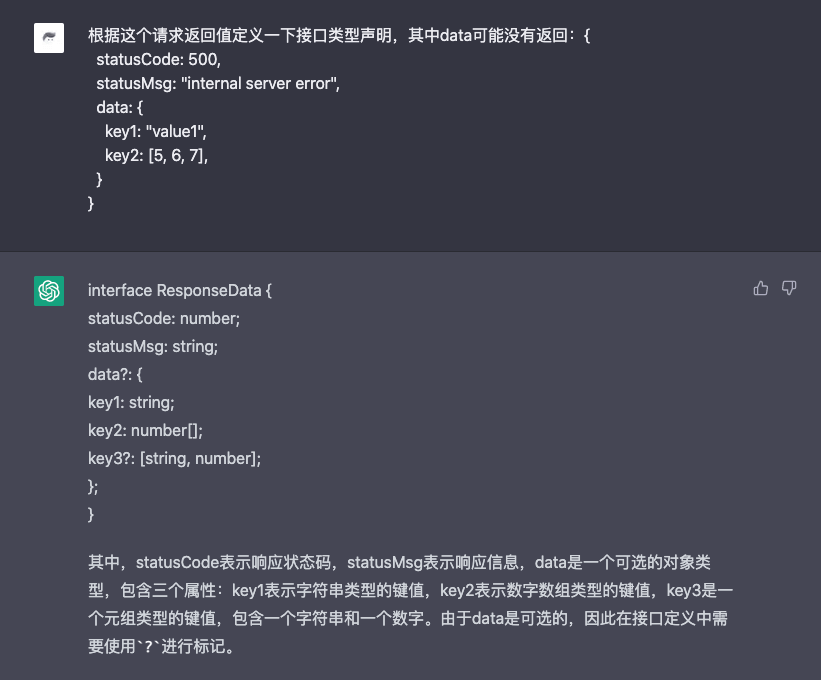 根据这个请求返回值定义一下接口类型声明，其中data可能没有返回：{
  statusCode: 500,
  statusMsg: "internal server error",
  data: {
    key1: "value1",
    key2: [5, 6, 7],
  }
}
interface ResponseData {
statusCode: number;
statusMsg: string;
data?: {
key1: string;
key2: number[];
key3?: [string, number];
};
}
其中，statusCode表示响应状态码，statusMsg表示响应信息，data是一个可选的对象类
型，包含三个属性：key1表示字符串类型的键值，key2表示数字数组类型的键值，key3是一
个元组类型的键值，包含一个字符串和一个数字。由于data是可选的，因此在接口定义中需
要使用`?`进行标记。